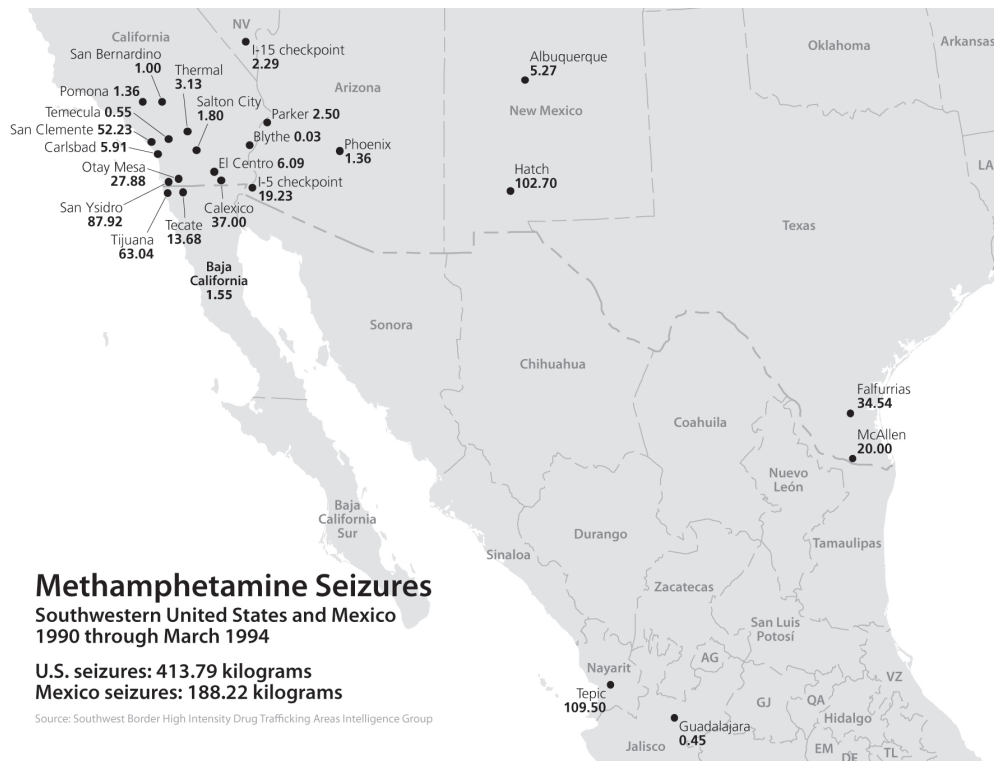 NV
California
I-15 checkpoint
2.29
San Bernardino
1.00
Thermal
3.13
Pomona 1.36
Salton City
1.80
Temecula 0.55
San Clemente 52.23
Carlsbad 5.91
Otay Mesa
27.88
San Ysidro
87.92
Tijuana
63.04
Tecate
13.68
Calexico
37.00
El Centro 6.09
I-5 checkpoint
19.23
Blythe 0.03
Parker 2.50
Arizona
Phoenix
1.36
Albuquerque
5.27
New Mexico
Hatch
102.70
Oklahoma
Arkansas
LA
Texas
Baja
California
1.55
Sonora
Chihuahua
Coahuila
Falfurrias
34.54
McAllen
20.00
Nuevo
León
Tamaulipas
Baja
California
Sur
Sinaloa
Durango
Zacatecas
San Luis
Potosí
AG
Nayarit
Tepic
109.50
Guadalajara
0.45
Jalisco
GJ
QA
Hidalgo
VZ
EM
DF
TL
Methamphetamine Seizures
Southwestern United States and Mexico
1990 through March 1994
U.S. seizures: 413.79 kilograms
Mexico seizures: 188.22 kilograms
Source: Southwest Border High Intensity Drug Trafficking Areas Intelligence Group